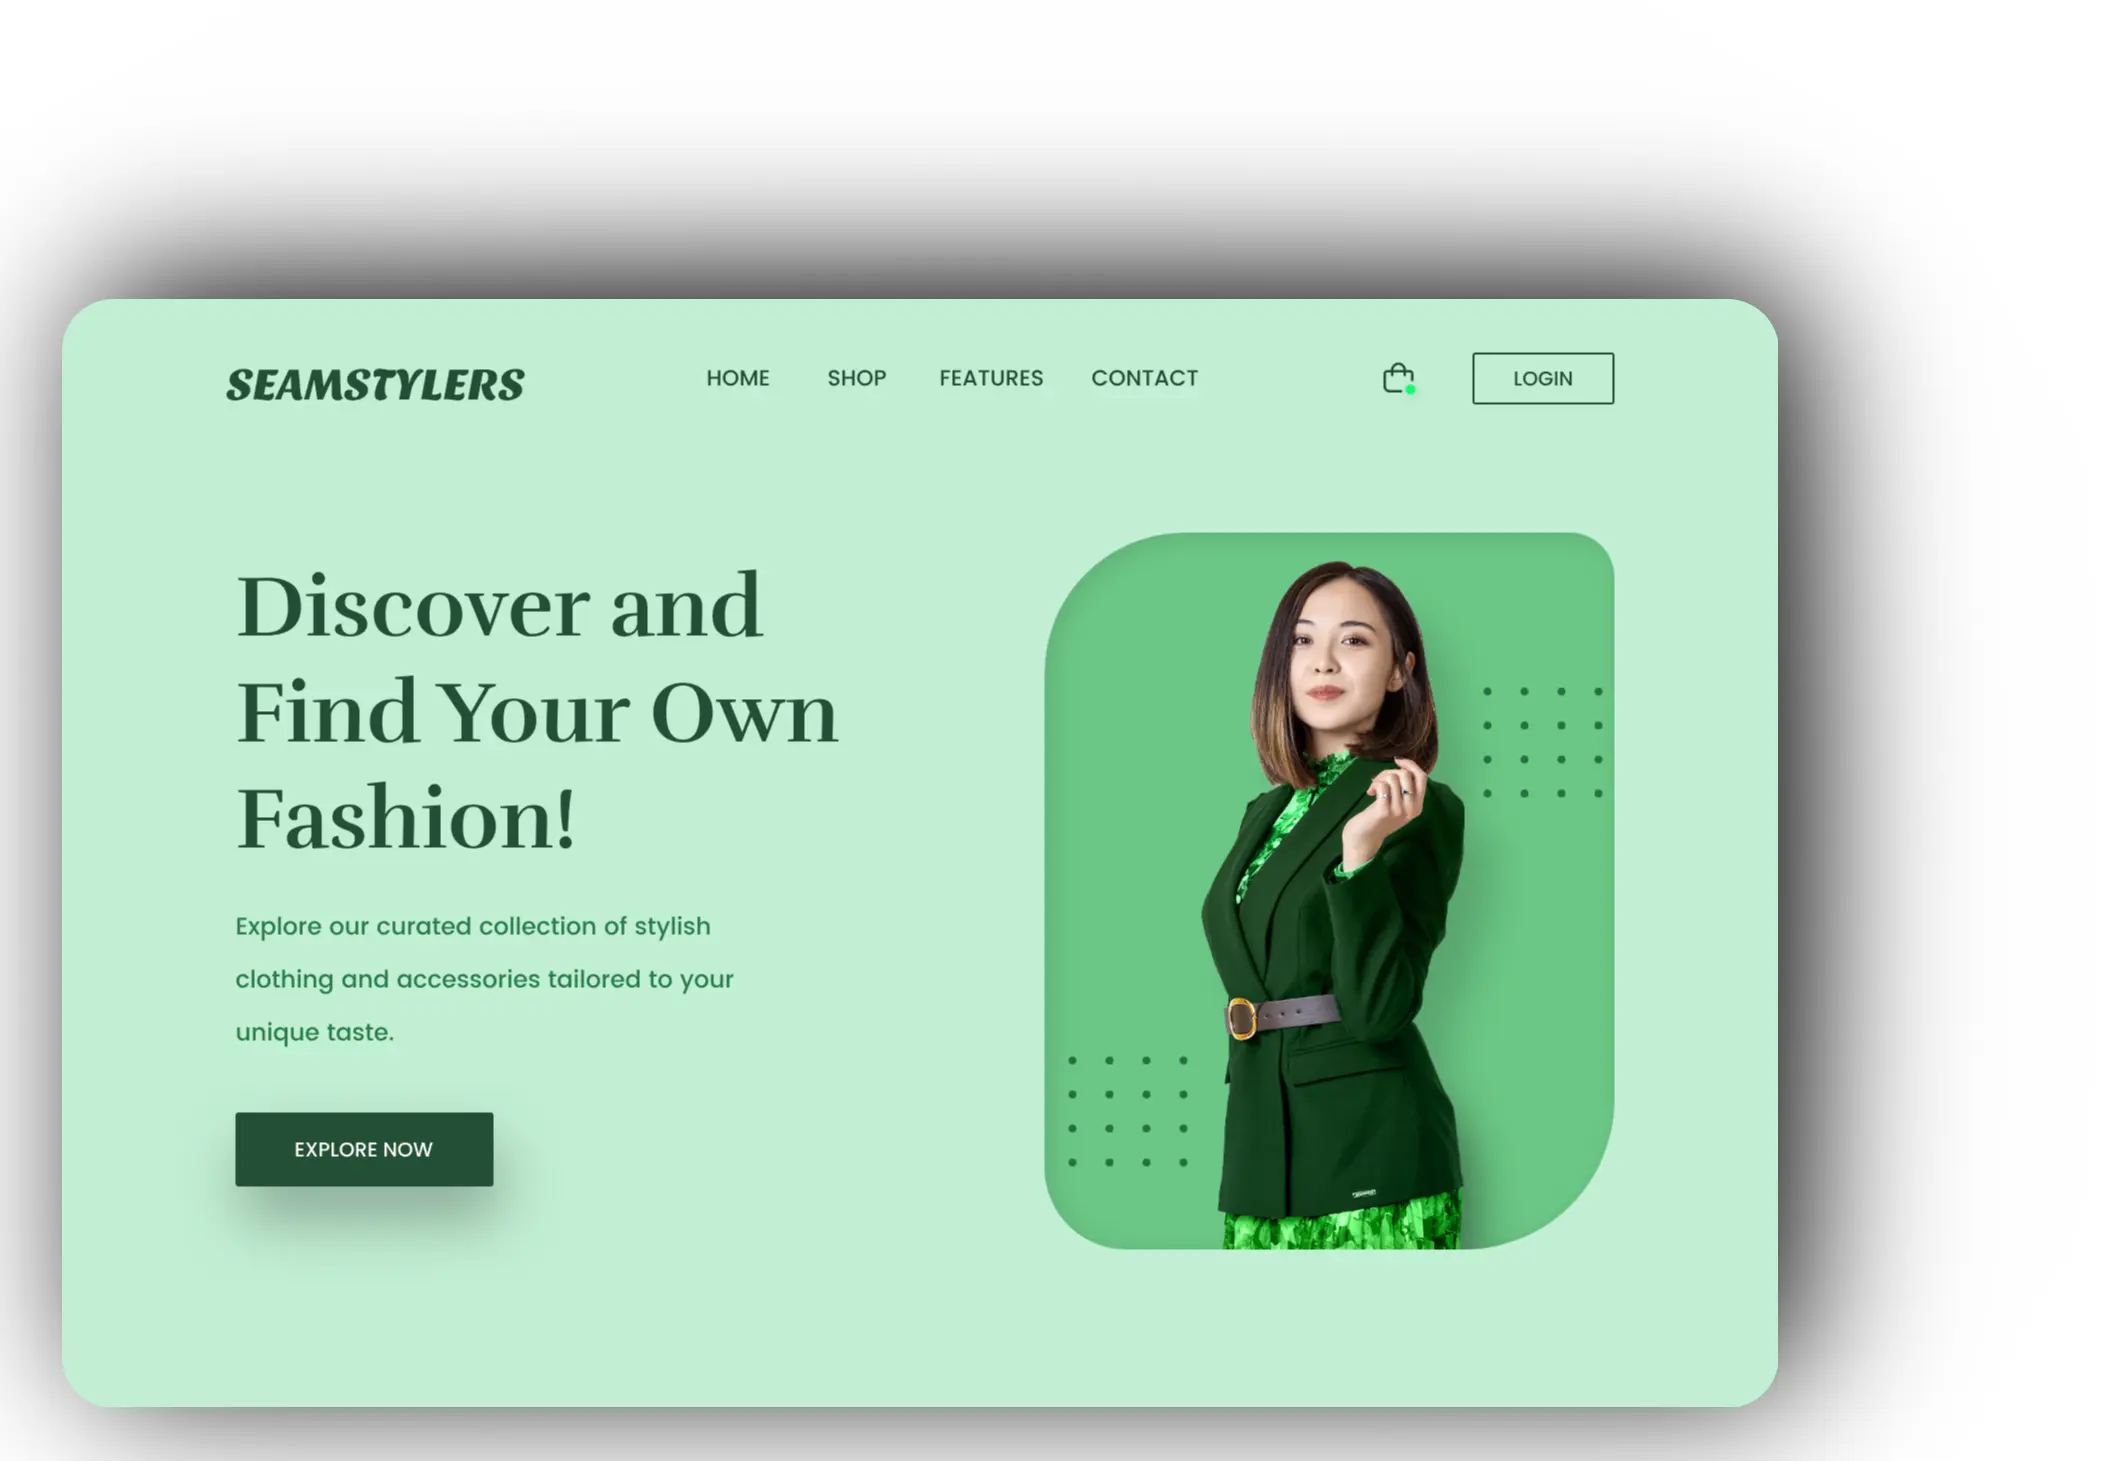 SEAMSTYLERS
HOME
SHOP
FEATURES
CONTACT
LOGIN
Discover and
Find Your Own
Fashion!
Explore our curated collection of stylish
clothing and accessories tailored to your
unique taste.
EXPLORE NOW